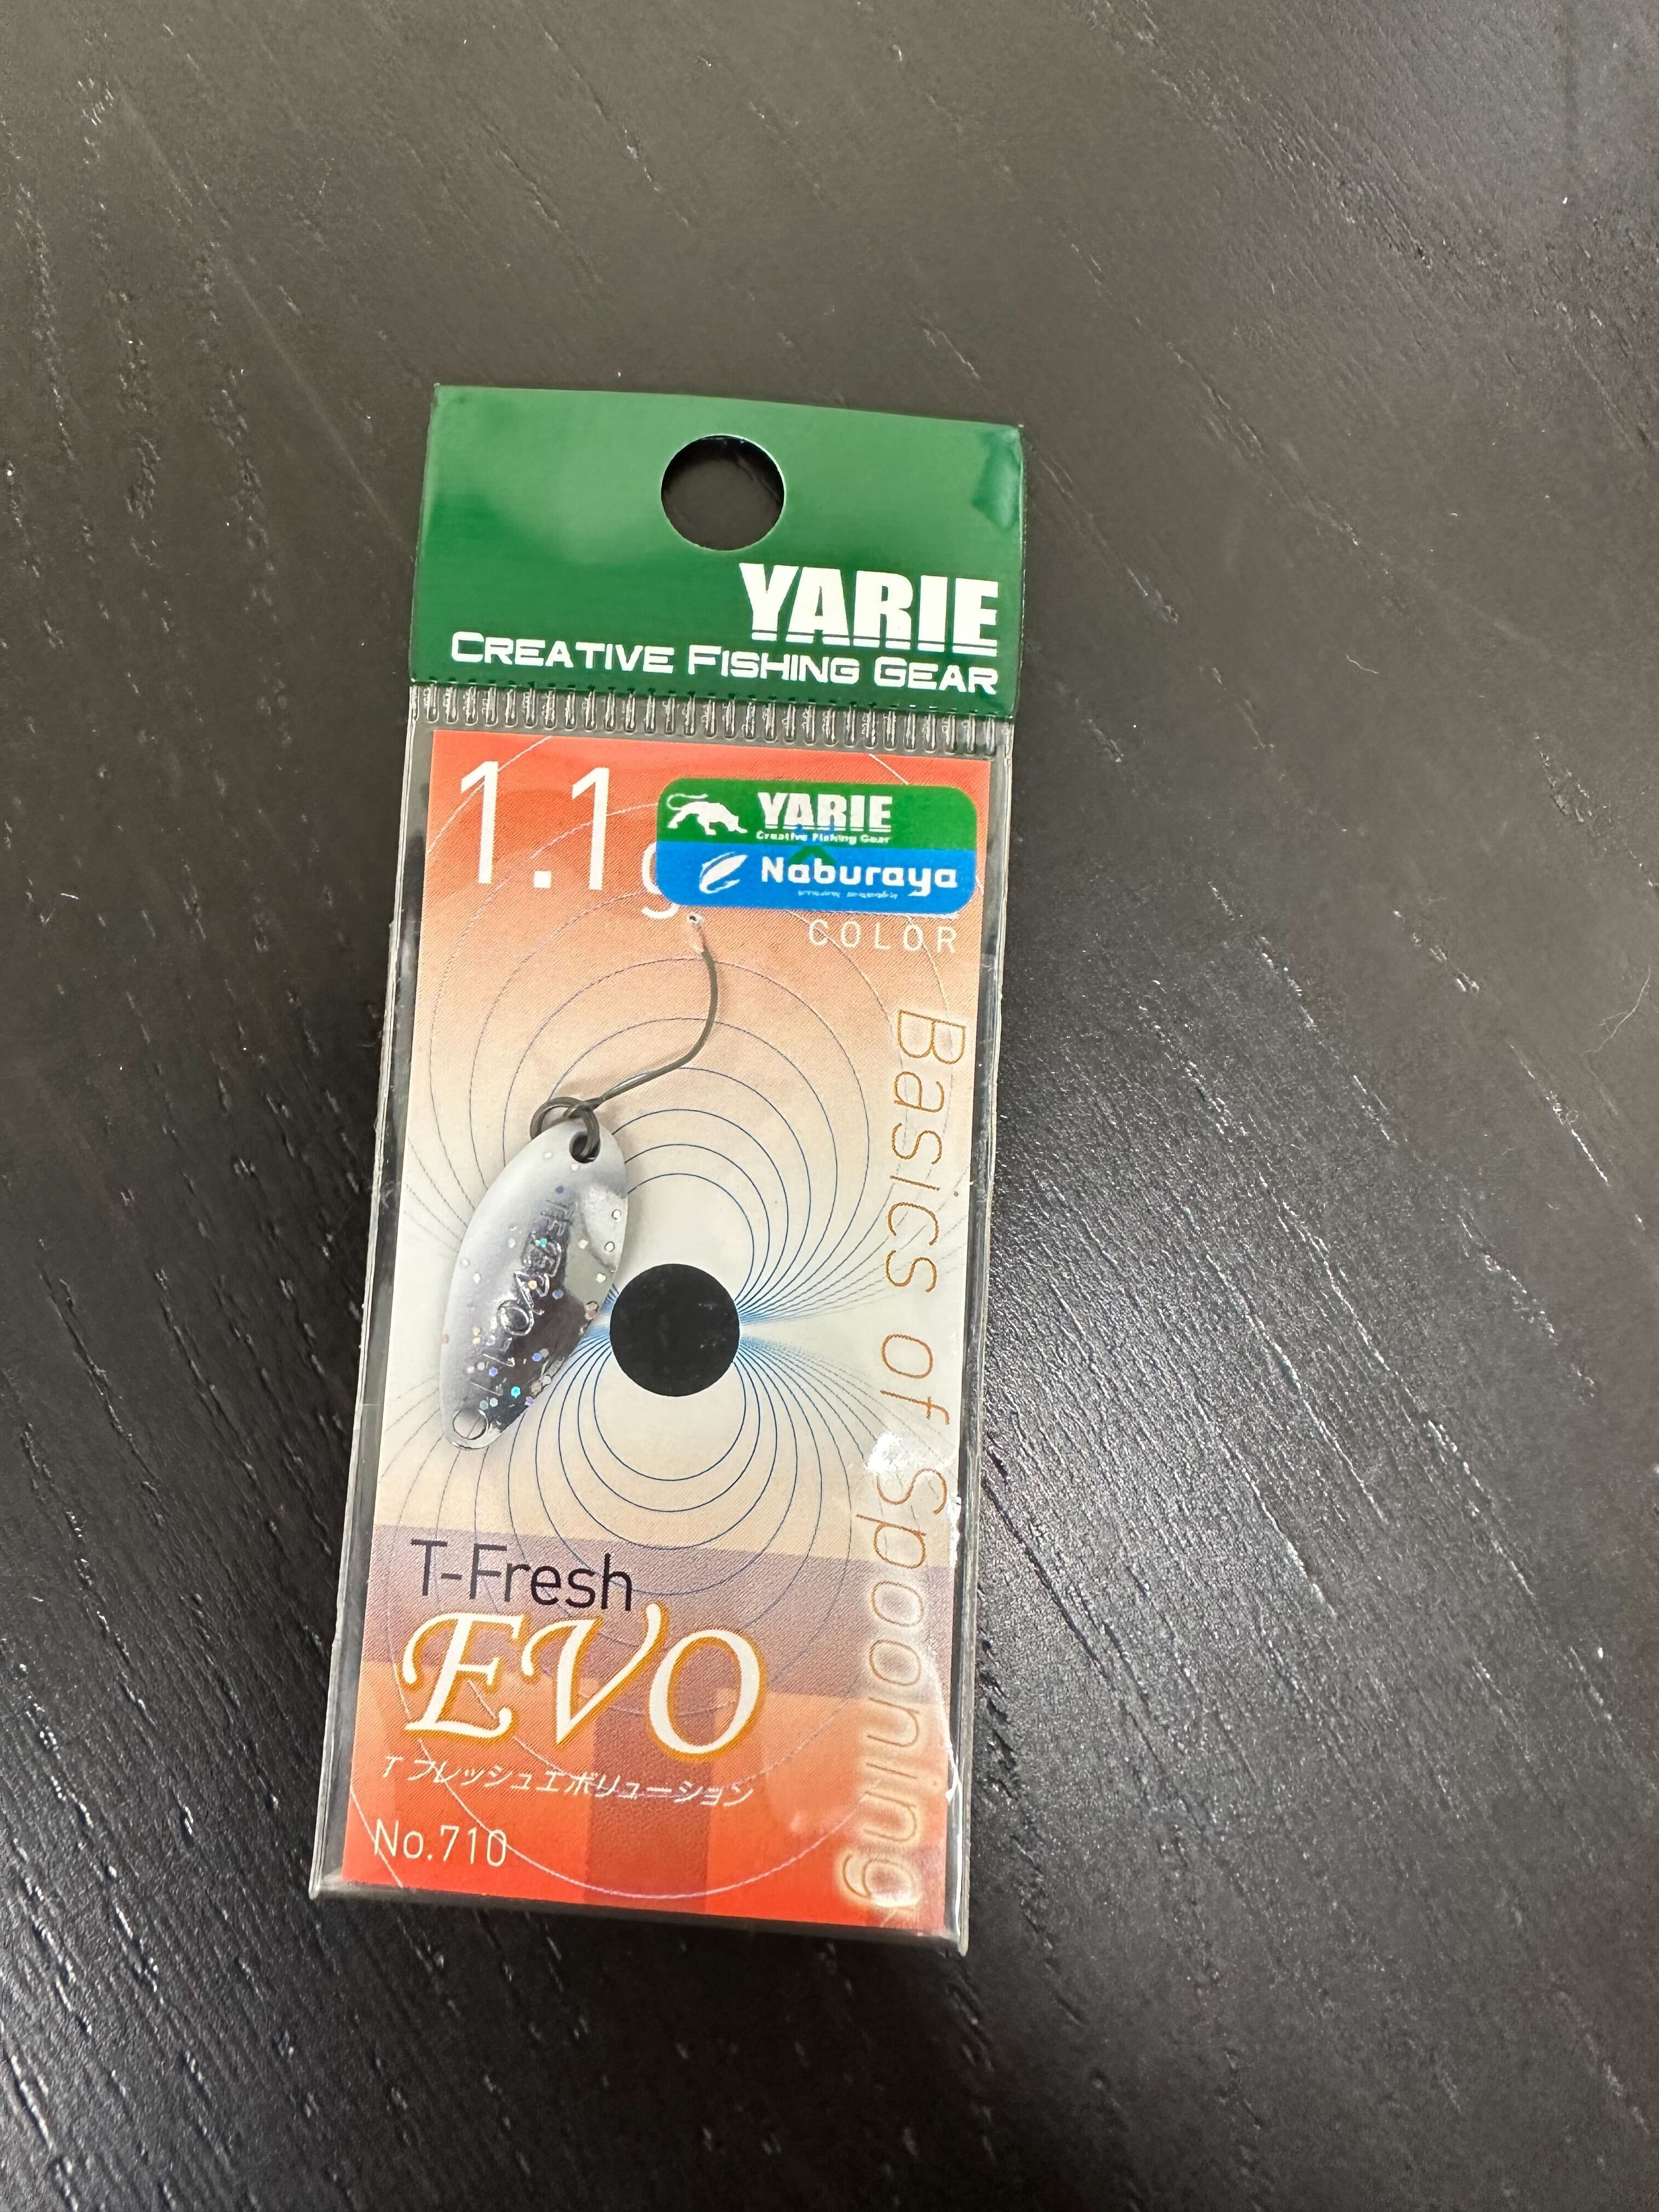 YARIE
CREATIVE FISHING GEAR
1.1g
YARIE
Creative Fishing Gear
Naburaya
COLOR
Basics of Spooning
T-Fresh
EVO
T フレッシュエボリューション
No.710